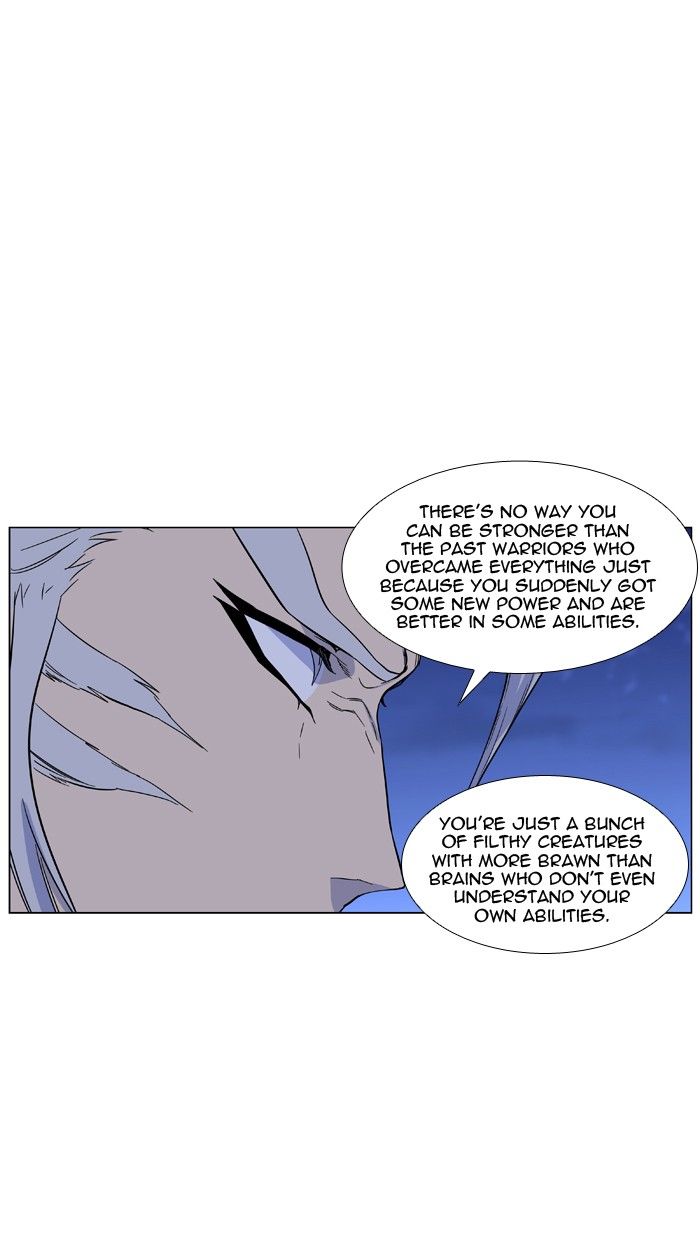 THERE'S NO WAY YOU
CAN BE STRONGER THAN
THE PAST WARRIORS WHO
OVERCAME EVERYTHING JUST
BECAUSE YOU SUDDENLY GOT
SOME NEW POWER AND ARE
BETTER IN SOME ABILITIES.
YOU'RE JUST A BUNCH
OF FILTHY CREATURES
WITH MORE BRAWN THAN
BRAINS WHO DON'T EVEN
UNDERSTAND YOUR
OWN ABILITIES.